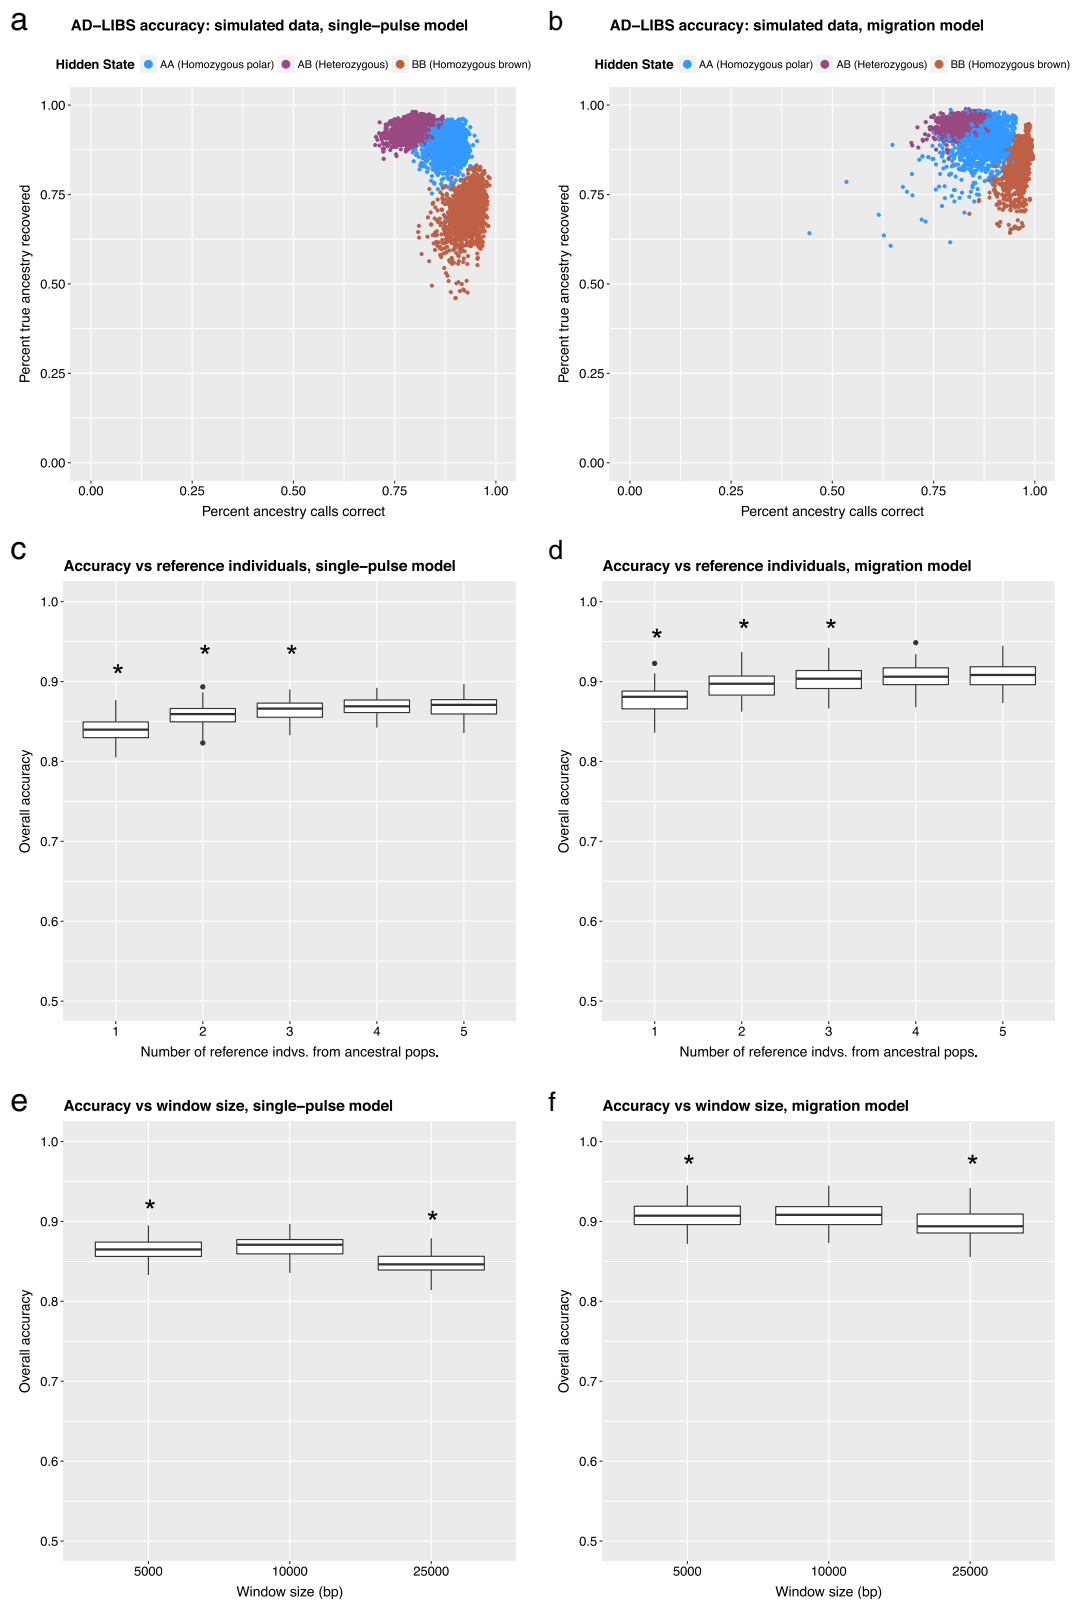 a
AD-LIBS accuracy: simulated data, single-pulse model
Hidden State AA (Homozygous polar) AB (Heterozygous) BB (Homozygous brown)
Percent true ancestry recovered
1.00
0.75
0.50
0.25
0.00
0.00 0.25 0.50 0.75 1.00
Percent ancestry calls correct
b
AD-LIBS accuracy: simulated data, migration model
Hidden State AA (Homozygous polar) AB (Heterozygous) BB (Homozygous brown)
Percent true ancestry recovered
1.00
0.75
0.50
0.25
0.00
0.00 0.25 0.50 0.75 1.00
Percent ancestry calls correct
c
Accuracy vs reference individuals, single-pulse model
Overall accuracy
1.0
0.9
0.8
0.7
0.6
0.5
* * *
1 2 3 4 5
Number of reference indvs. from ancestral pops.
d
Accuracy vs reference individuals, migration model
Overall accuracy
1.0
0.9
0.8
0.7
0.6
0.5
* * *
1 2 3 4 5
Number of reference indvs. from ancestral pops.
e
Accuracy vs window size, single-pulse model
Overall accuracy
1.0
0.9
0.8
0.7
0.6
0.5
* *
5000 10000 25000
Window size (bp)
f
Accuracy vs window size, migration model
Overall accuracy
1.0
0.9
0.8
0.7
0.6
0.5
* *
5000 10000 25000
Window size (bp)